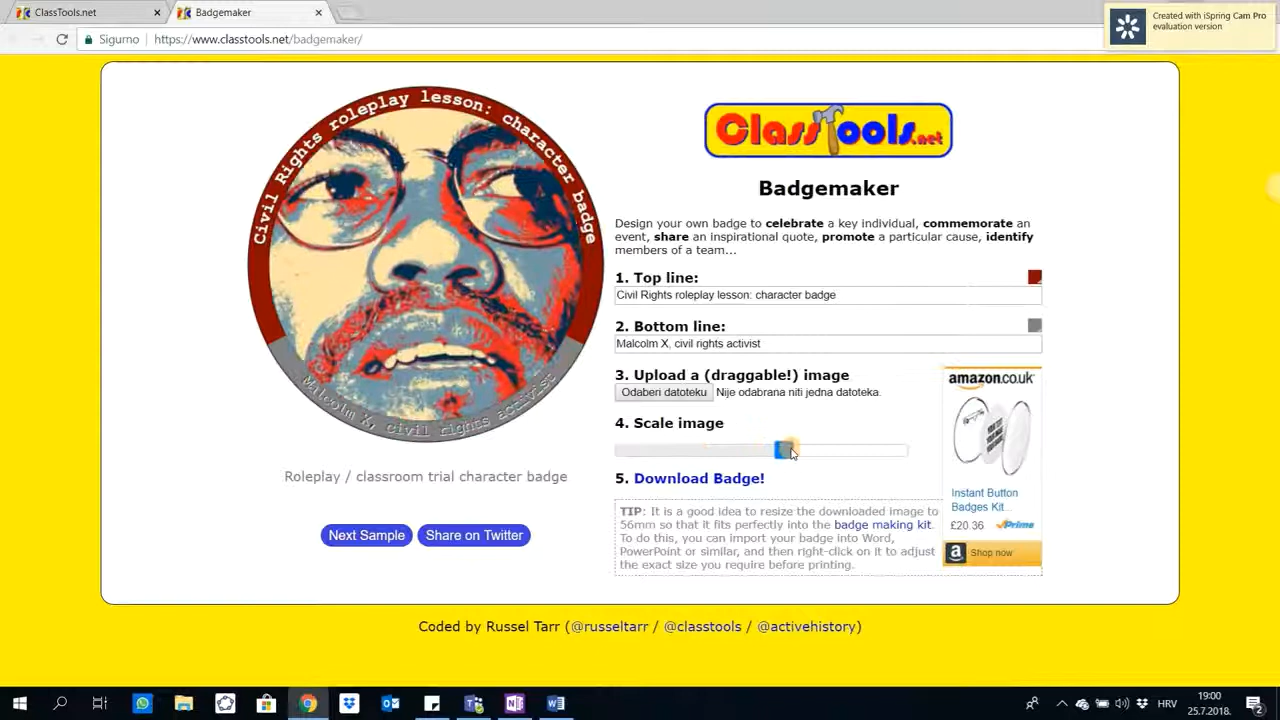 ClassTools.net
Badgemaker
Created with iSpring Cam Pro
evaluation version
Sigurno
https://www.classtools.net/badgemaker/
Civil Rights roleplay lesson: character badge
Malcolm X, civil rights activist
Roleplay / classroom trial character badge
Next Sample
Share on Twitter
ClassTools.net
Badgemaker
Design your own badge to celebrate a key individual, commemorate an
event, share an inspirational quote, promote a particular cause, identify
members of a team...
1. Top line:
Civil Rights roleplay lesson: character badge
2. Bottom line:
Malcolm X, civil rights activist
3. Upload a (draggable!) image
Odaberi datoteku
Nije odabrana niti jedna datoteka.
4. Scale image
5. Download Badge!
TIP: It is a good idea to resize the downloaded image to
56mm so that it fits perfectly into the badge making kit.
To do this, you can import your badge into Word,
PowerPoint or similar, and then right-click on it to adjust
the exact size you require before printing.
amazon.co.uk
Instant Button
Badges Kit...
£20.36
Prime
Shop now
Coded by Russel Tarr (@russeltarr / @classtools / @activehistory)
HRV
19:00
25.7.2018.
2